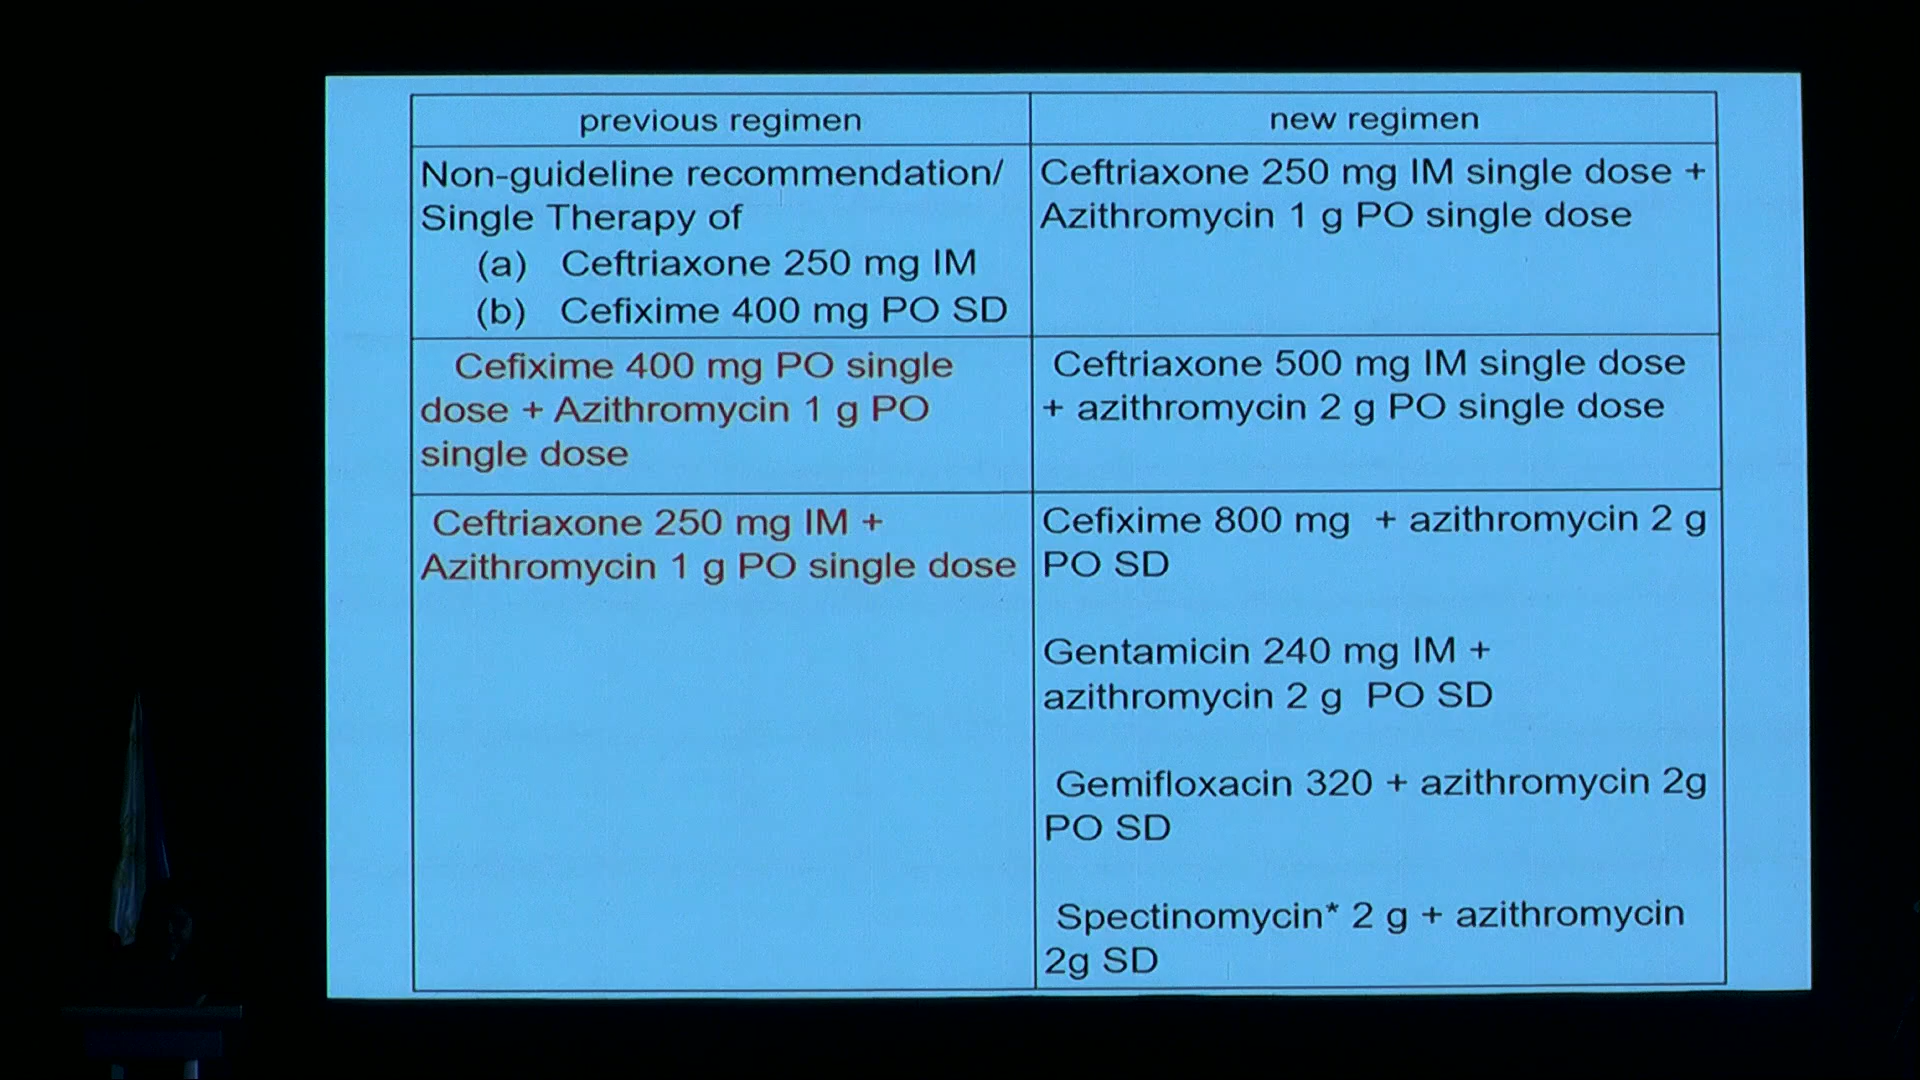 previous regimen
new regimen
Non-guideline recommendation/
Single Therapy of
(a) Ceftriaxone 250 mg IM
(b) Cefixime 400 mg PO SD
Ceftriaxone 250 mg IM single dose +
Azithromycin 1 g PO single dose
Cefixime 400 mg PO single
dose + Azithromycin 1 g PO
single dose
Ceftriaxone 500 mg IM single dose
+ azithromycin 2 g PO single dose
Ceftriaxone 250 mg IM +
Azithromycin 1 g PO single dose
Cefixime 800 mg + azithromycin 2 g
PO SD
Gentamicin 240 mg IM +
azithromycin 2 g PO SD
Gemifloxacin 320 + azithromycin 2g
PO SD
Spectinomycin* 2 g + azithromycin
2g SD